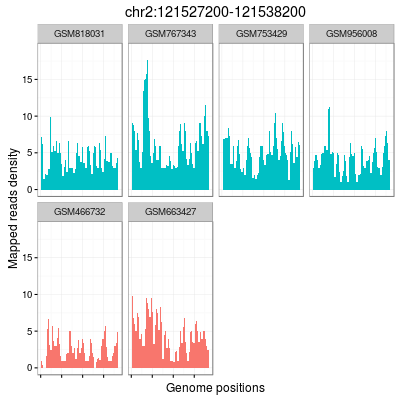 chr2:121527200-121538200
GSM818031 GSM767343 GSM753429 GSM956008
15
10
5
0
Mapped reads density
GSM466732 GSM663427
15
10
5
0
Genome positions